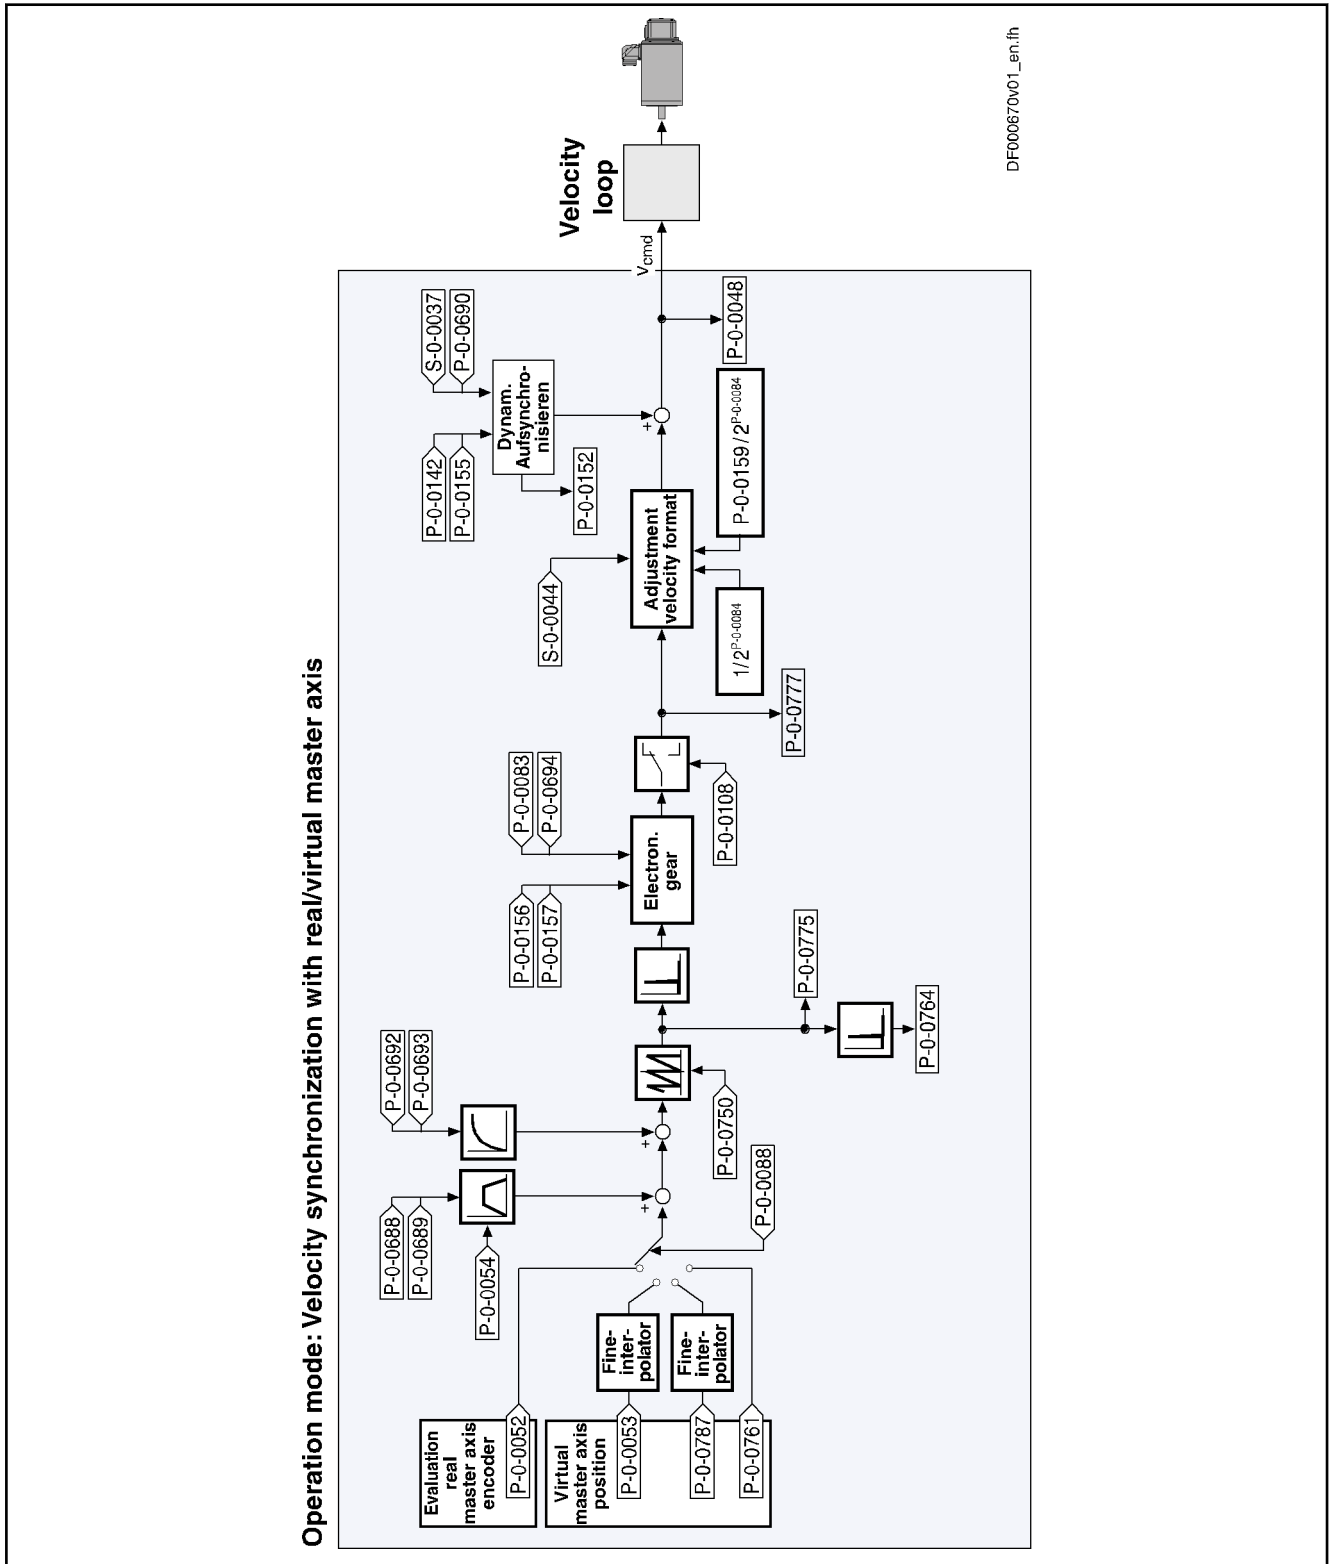 Operation mode: Velocity synchronization with real/virtual master axis
Evaluation
real
master axis
encoder
P-0-0052
Virtual
master axis
position
P-0-0053
P-0-0787
P-0-0761
Fine-
inter-
polator
Fine-
inter-
polator
P-0-0088
P-0-0688
P-0-0689
P-0-0054
+
P-0-0692
P-0-0693
+
P-0-0750
P-0-0775
P-0-0764
P-0-0156
P-0-0157
P-0-0083
P-0-0694
Electron.
gear
P-0-0108
P-0-0777
S-0-0044
Adjustment
velocity format
1/2^P-0-0084
P-0-0159/2^P-0-0084
P-0-0142
P-0-0155
S-0-0037
P-0-0690
Dynam.
Aufsynchro-
nisieren
P-0-0152
+
P-0-0048
Vcmd
Velocity
loop
DF000670v01_en.fh